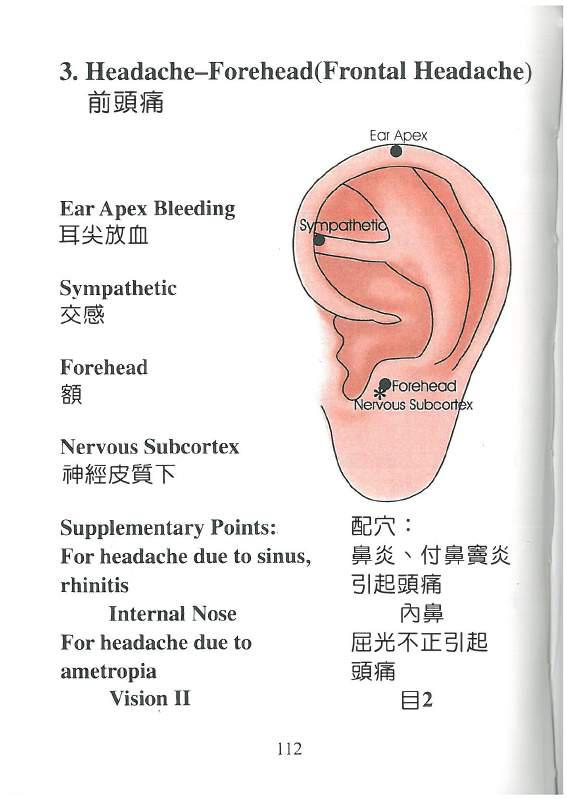 3. Headache–Forehead(Frontal Headache)
前頭痛
Ear Apex
Ear Apex Bleeding
耳尖放血
Sympathetic
Sympathetic
交感
Forehead
額
Forehead
*
Nervous Subcortex
Nervous Subcortex
神經皮質下
Supplementary Points:
For headache due to sinus,
rhinitis
Internal Nose
For headache due to
ametropia
Vision II
配穴：
鼻炎、付鼻竇炎
引起頭痛
內鼻
屈光不正引起
頭痛
目2
112